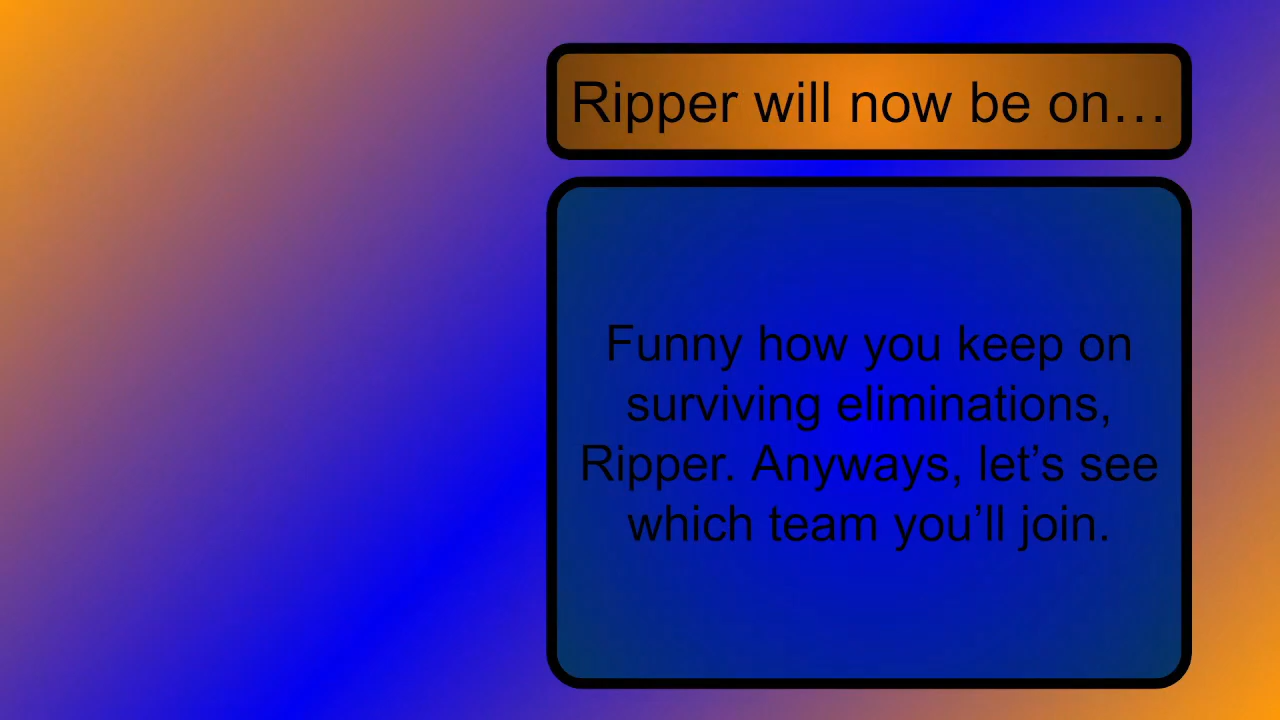 Ripper will now be on…
Funny how you keep on
surviving eliminations,
Ripper. Anyways, let’s see
which team you’ll join.